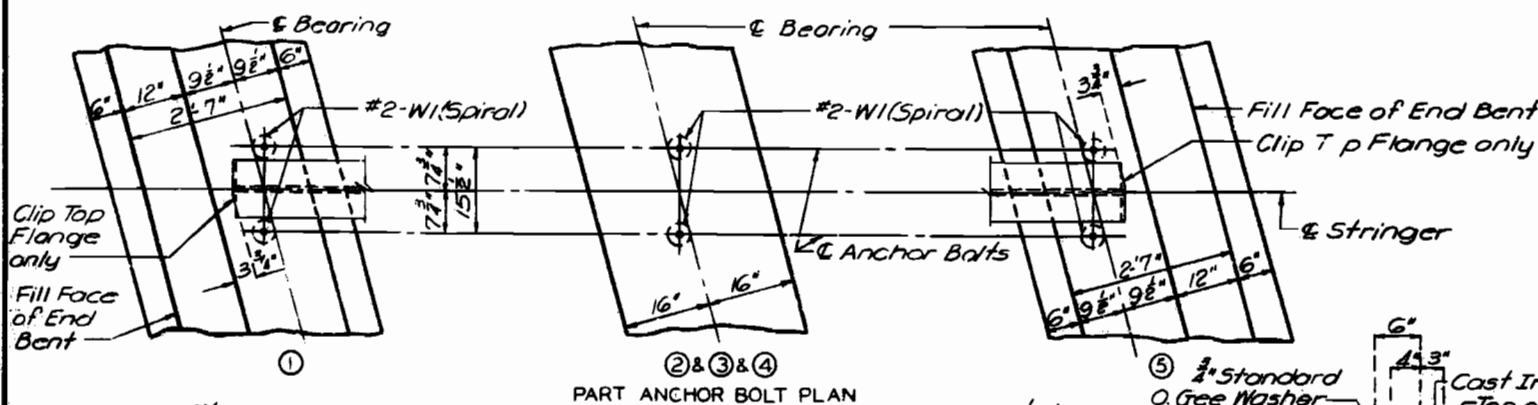 ℄ Bearing
℄ Bearing
6" 12" 9½" 9½" 6"
2'-7"
#2-W1(Spiral)
#2-W1(Spiral)
3¾"
Fill Face of End Bent
Clip T p Flange only
7¾" 7¾"
15½"
Clip Top
Flange
only
℄ Stringer
℄ Anchor Bolts
3¾"
Fill Face
of End
Bent
16" 16"
2'-7"
6" 9½" 9½" 12" 6"
①
②&③&④
⑤
PART ANCHOR BOLT PLAN
¾" Standard
O.Gee Washer
6"
4" 3"
Cast In